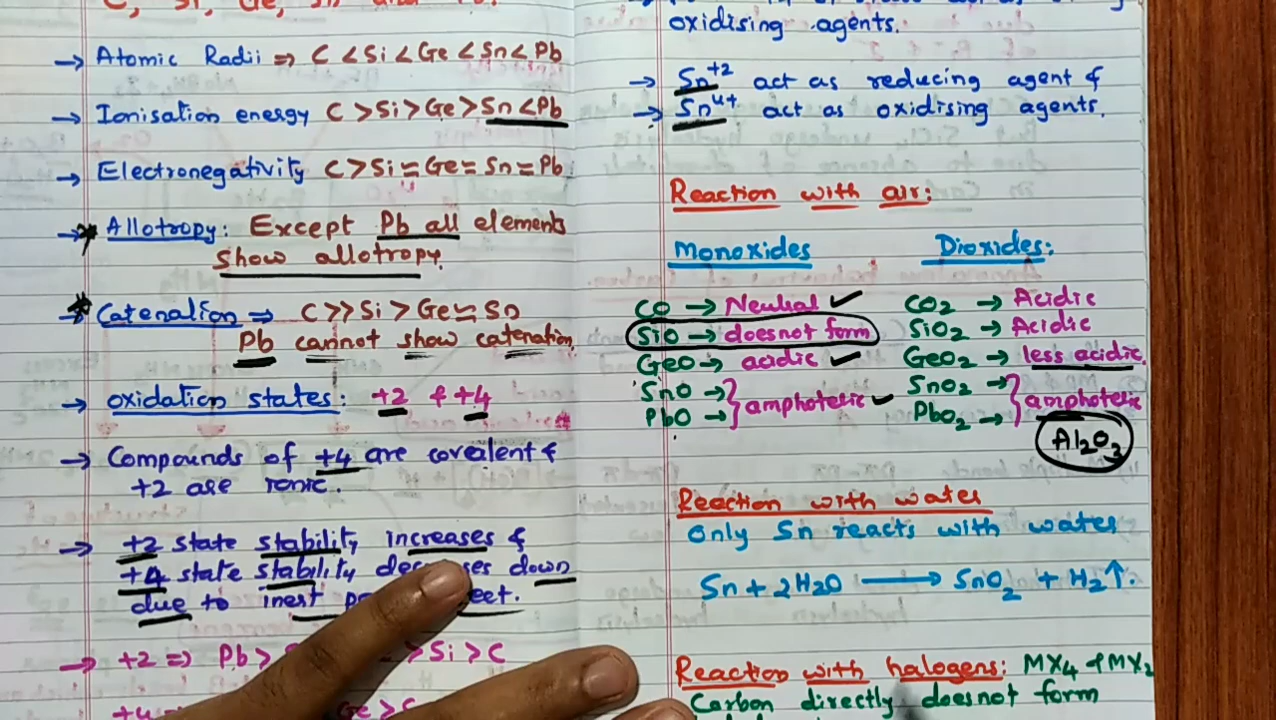 C, Si, Ge, Sn and Pb.
→ Atomic Radii ⇒ C < Si < Ge < Sn < Pb
→ Ionisation energy C > Si > Ge > Sn < Pb
→ Electronegativity C > Si ≈ Ge = Sn = Pb
→ Allotropy: Except Pb all elements
show allotropy.
→ Catenation ⇒ C >> Si > Ge ≈ Sn
Pb cannot show catenation.
→ oxidation states: +2 & +4
→ Compounds of +4 are covalent &
+2 are ionic.
→ +2 state stability increases &
+4 state stability down
due to inert
→ +2 ⇒ Pb > > Si > C
+4 Ge > C
oxidising agents.
→ Sn+2 act as reducing agent &
→ Sn4+ act as oxidising agents.
Reaction with air:
Monoxides Dioxides:
CO → Neutral ✓ CO2 → Acidic
SiO → doesnot form SiO2 → Acidic
GeO → acidic ✓ GeO2 → less acidic.
SnO → SnO2 →
} amphoteric ✓ } amphoteric
PbO → PbO2 →
Al2O3
Reaction with water
Only Sn reacts with water
Sn + 2H2O → SnO2 + H2↑.
Reaction with halogens: MX4 & MX2
Carbon directly doesnot form